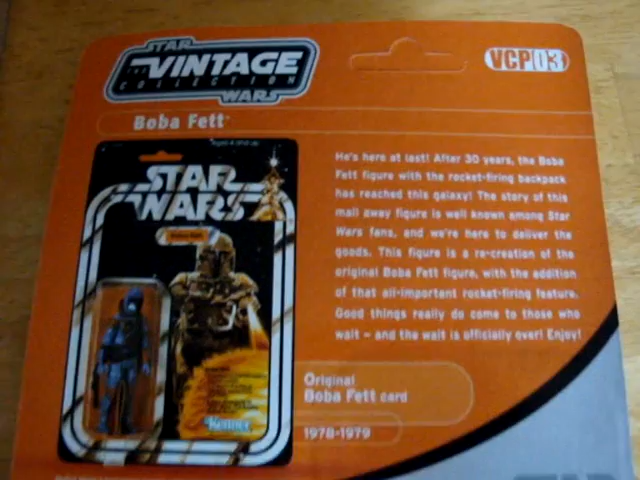 STAR
THE VINTAGE
COLLECTION
WARS
VCP 03
Boba Fett
STAR
WARS
Kenner
He's here at last! After 30 years, the Boba
Fett figure with the rocket-firing backpack
has reached this galaxy! The story of this
mail away figure is well known among Star
Wars fans, and we're here to deliver the
goods. This figure is a re-creation of the
original Boba Fett figure, with the addition
of that all-important rocket-firing feature.
Good things really do come to those who
wait – and the wait is officially over! Enjoy!
Original
Boba Fett card
1978-1979